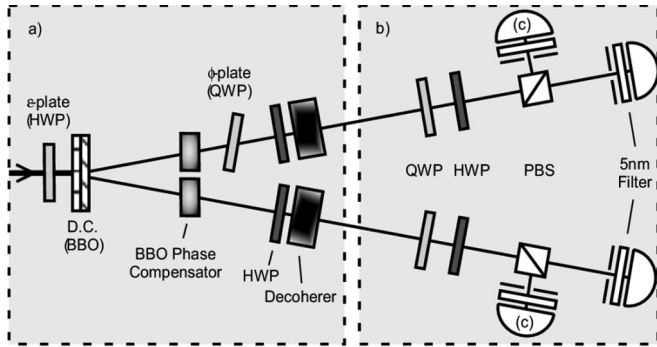 a)
b)
(c)
ε-plate
(HWP)
ϕ-plate
(QWP)
QWP
HWP
PBS
5nm
Filter
D.C.
(BBO)
BBO Phase
Compensator
HWP
Decoherer
(c)